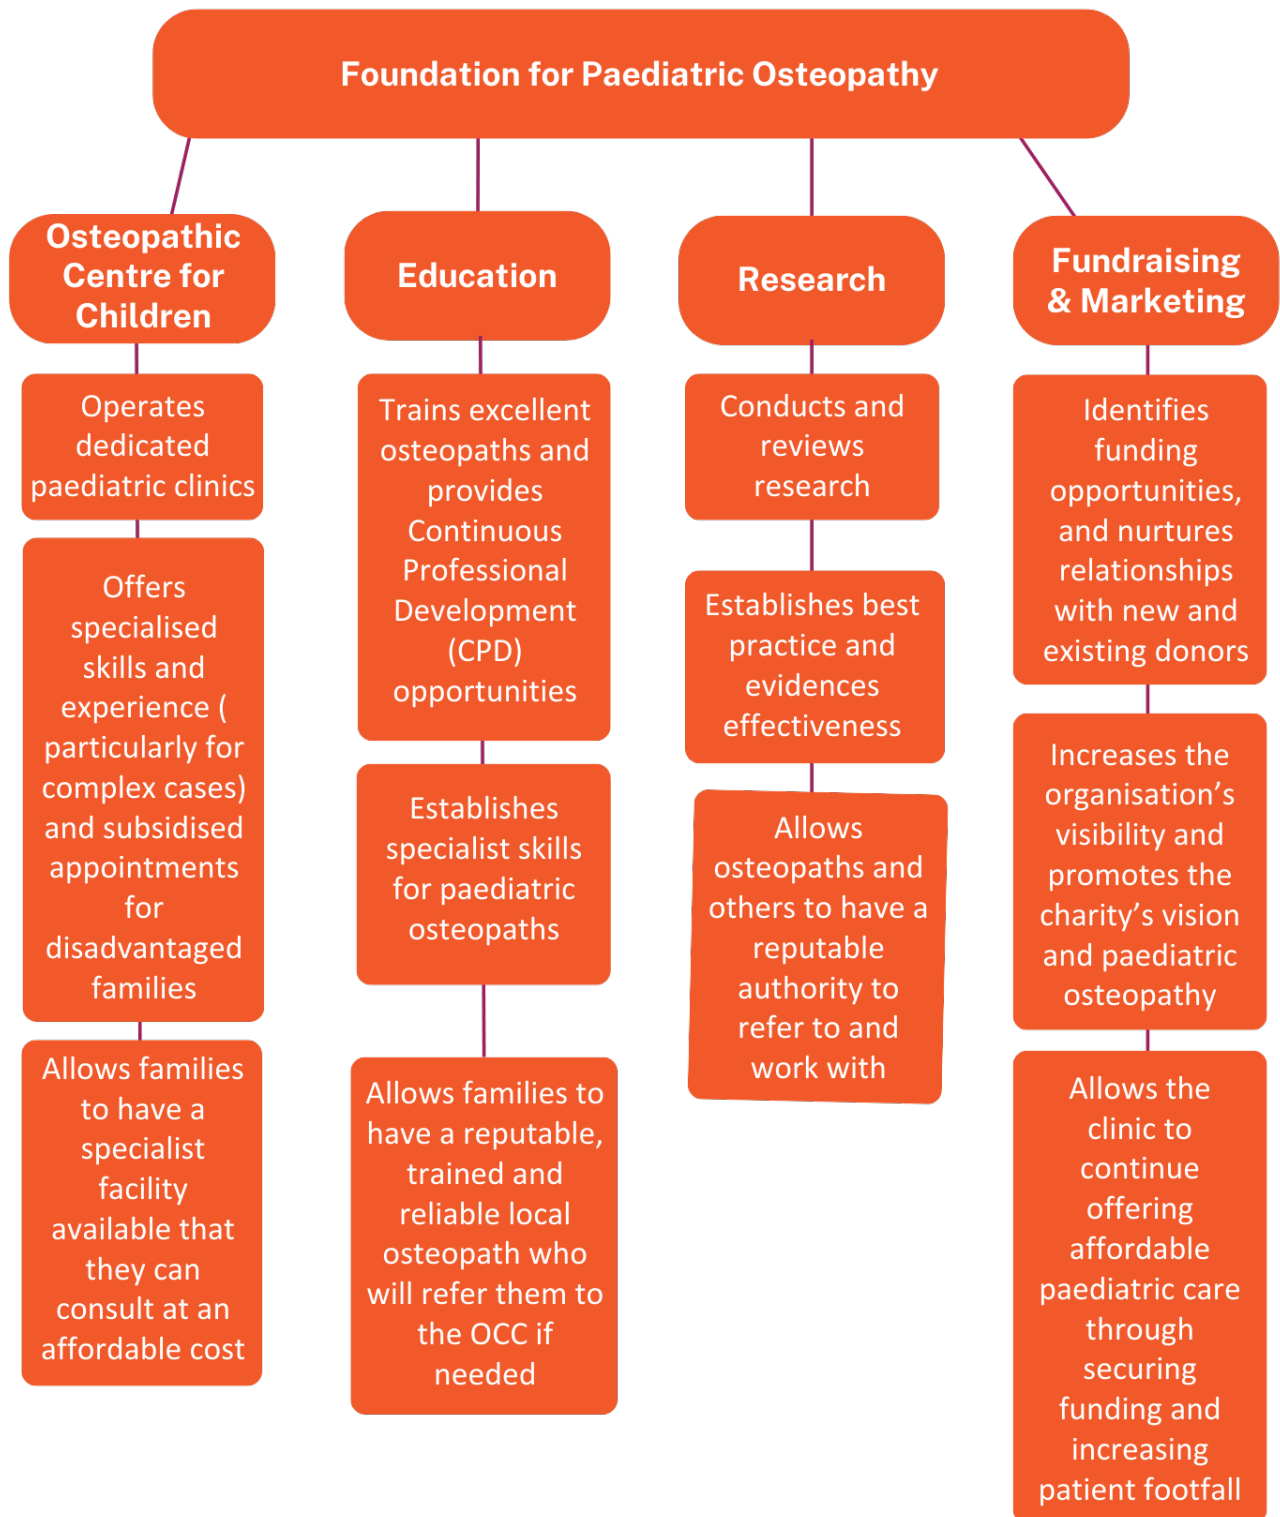 Foundation for Paediatric Osteopathy
Osteopathic
Centre for
Children
Operates
dedicated
paediatric clinics
Offers
specialised
skills and
experience (
particularly for
complex cases)
and subsidised
appointments
for
disadvantaged
families
Allows families
to have a
specialist
facility
available that
they can
consult at an
affordable cost
Education
Trains excellent
osteopaths and
provides
Continuous
Professional
Development
(CPD)
opportunities
Establishes
specialist skills
for paediatric
osteopaths
Allows families to
have a reputable,
trained and
reliable local
osteopath who
will refer them to
the OCC if
needed
Research
Conducts and
reviews
research
Establishes best
practice and
evidences
effectiveness
Allows
osteopaths and
others to have a
reputable
authority to
refer to and
work with
Fundraising
& Marketing
Identifies
funding
opportunities,
and nurtures
relationships
with new and
existing donors
Increases the
organisation’s
visibility and
promotes the
charity’s vision
and paediatric
osteopathy
Allows the
clinic to
continue
offering
affordable
paediatric care
through
securing
funding and
increasing
patient footfall